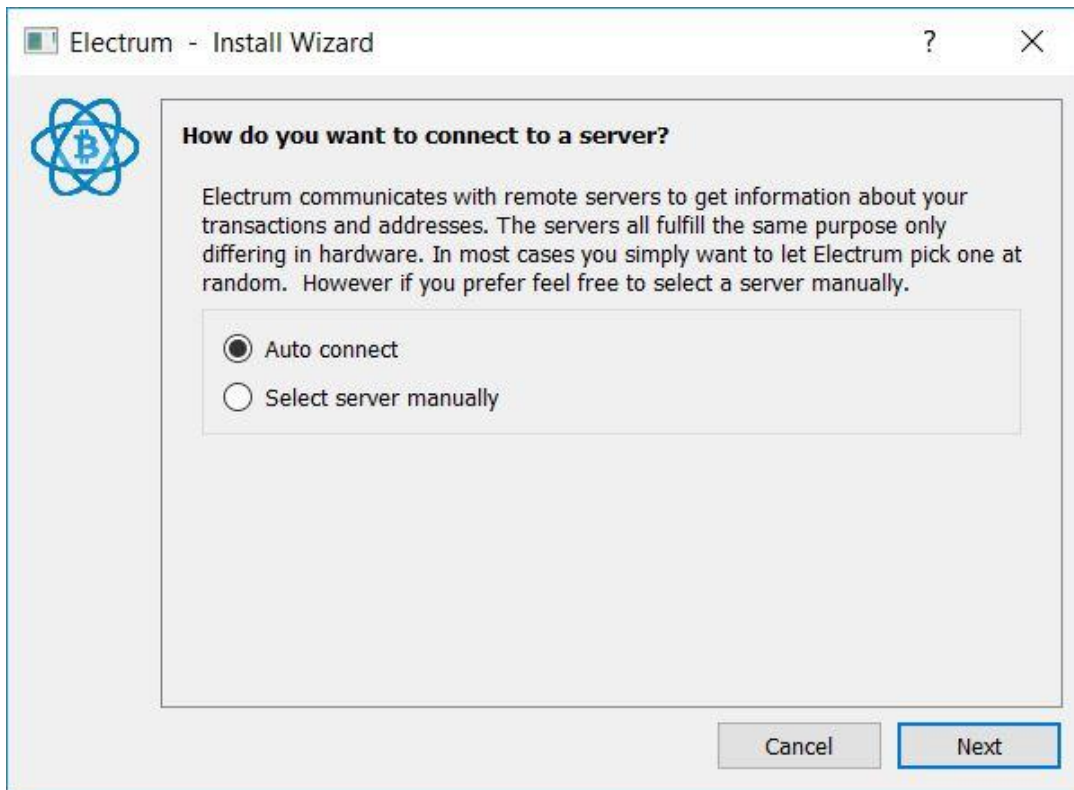 Electrum - Install Wizard
How do you want to connect to a server?
Electrum communicates with remote servers to get information about your
transactions and addresses. The servers all fulfill the same purpose only
differing in hardware. In most cases you simply want to let Electrum pick one at
random.  However if you prefer feel free to select a server manually.
Auto connect
Select server manually
Cancel Next